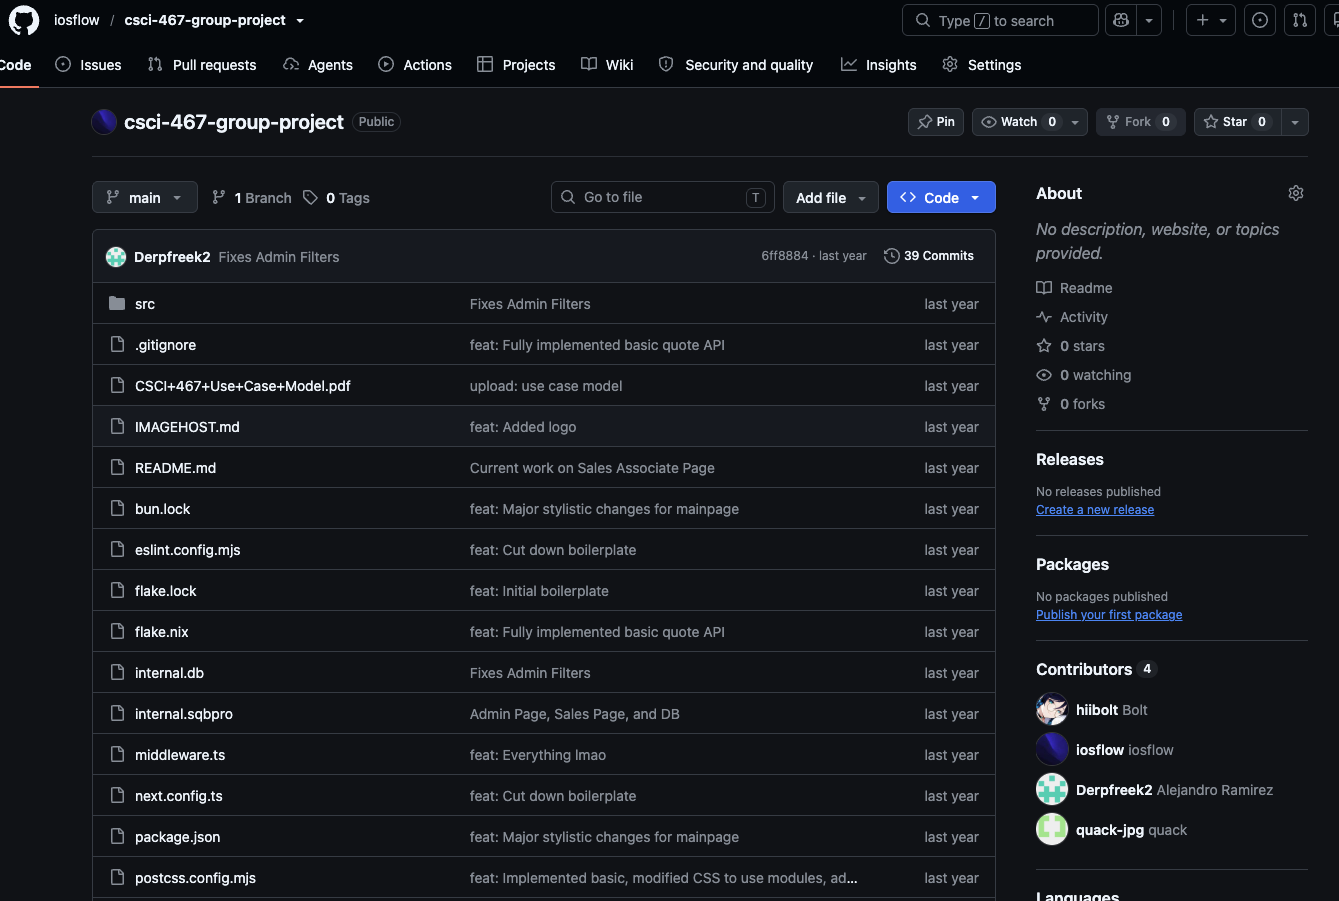 iosflow / csci-467-group-project
Type / to search
Code Issues Pull requests Agents Actions Projects Wiki Security and quality Insights Settings
csci-467-group-project Public
Pin Watch 0 Fork 0 Star 0
main 1 Branch 0 Tags
Go to file T Add file Code
Derpfreek2 Fixes Admin Filters 6ff8884 · last year 39 Commits
src Fixes Admin Filters last year
.gitignore feat: Fully implemented basic quote API last year
CSCI+467+Use+Case+Model.pdf upload: use case model last year
IMAGEHOST.md feat: Added logo last year
README.md Current work on Sales Associate Page last year
bun.lock feat: Major stylistic changes for mainpage last year
eslint.config.mjs feat: Cut down boilerplate last year
flake.lock feat: Initial boilerplate last year
flake.nix feat: Fully implemented basic quote API last year
internal.db Fixes Admin Filters last year
internal.sqbpro Admin Page, Sales Page, and DB last year
middleware.ts feat: Everything lmao last year
next.config.ts feat: Cut down boilerplate last year
package.json feat: Major stylistic changes for mainpage last year
postcss.config.mjs feat: Implemented basic, modified CSS to use modules, ad... last year
About
No description, website, or topics
provided.
Readme
Activity
0 stars
0 watching
0 forks
Releases
No releases published
Create a new release
Packages
No packages published
Publish your first package
Contributors 4
hiibolt Bolt
iosflow iosflow
Derpfreek2 Alejandro Ramirez
quack-jpg quack
Languages